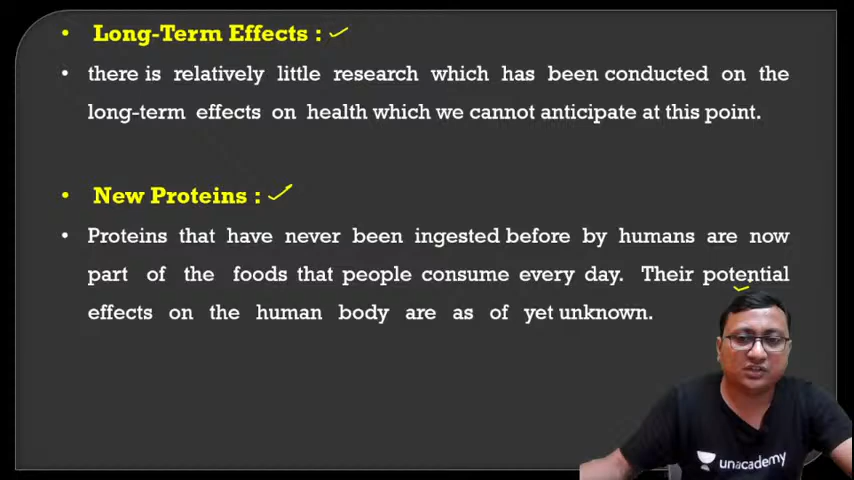 • Long-Term Effects :
• there is relatively little research which has been conducted on the
long-term effects on health which we cannot anticipate at this point.
• New Proteins :
• Proteins that have never been ingested before by humans are now
part of the foods that people consume every day. Their potential
effects on the human body are as of yet unknown.
unacademy